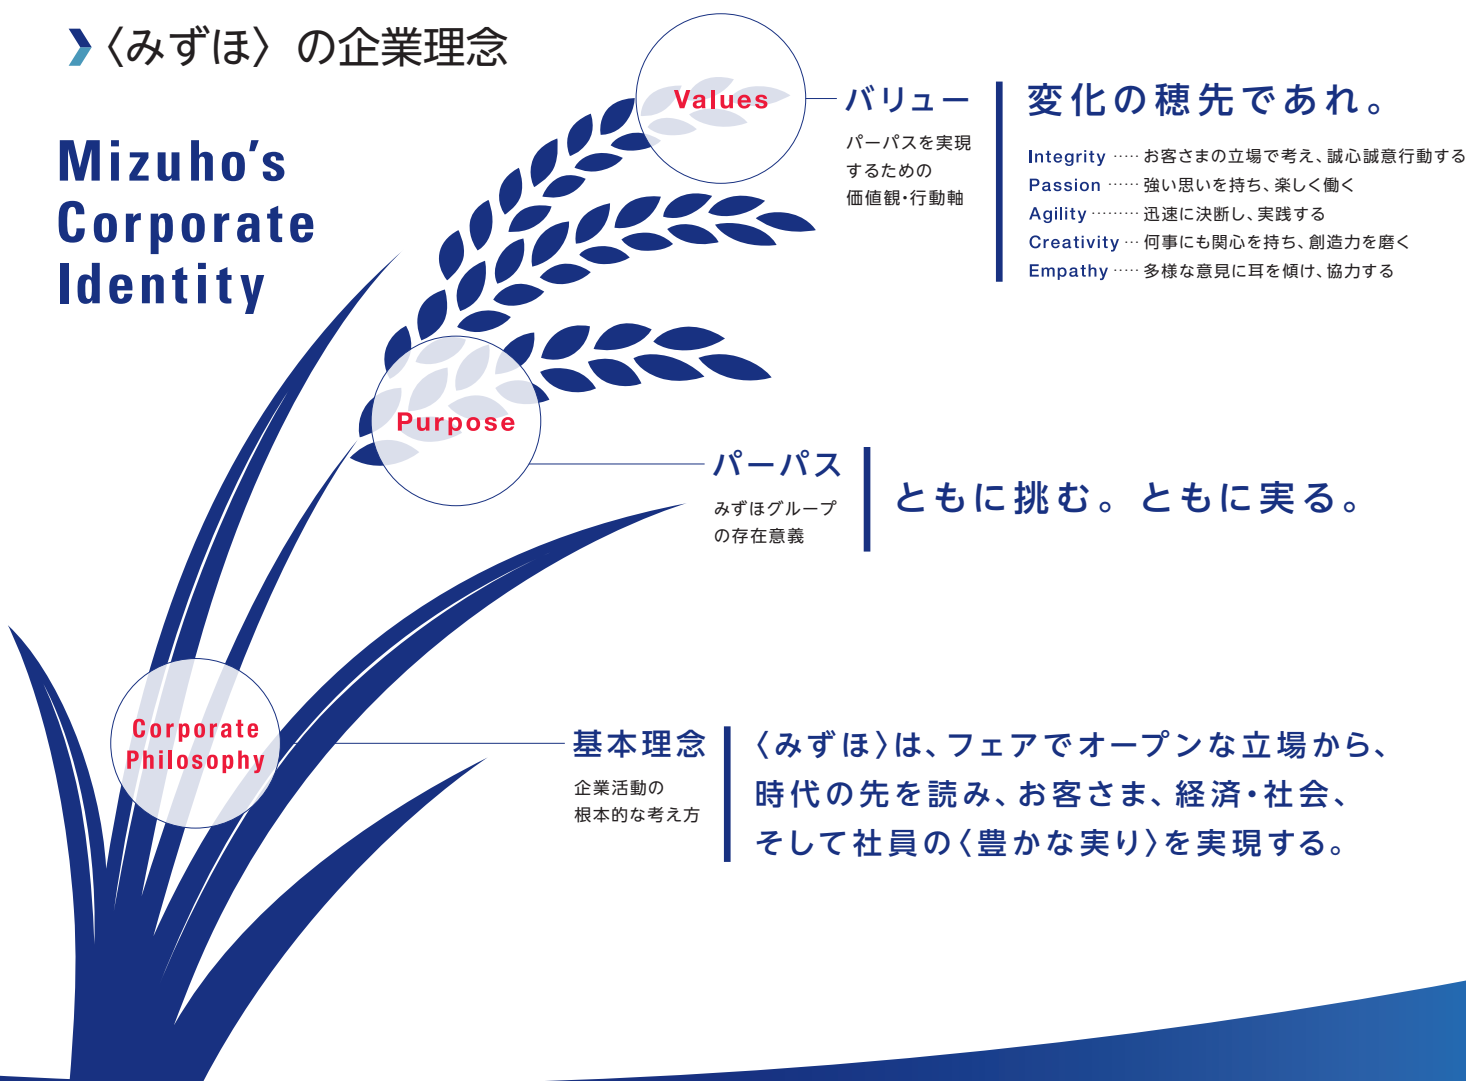 〈みずほ〉の企業理念
Mizuho's
Corporate
Identity
Values
バリュー
パーパスを実現
するための
価値観・行動軸
変化の穂先であれ。
Integrity ····· お客さまの立場で考え、誠心誠意行動する
Passion ······ 強い思いを持ち、楽しく働く
Agility ········· 迅速に決断し、実践する
Creativity ··· 何事にも関心を持ち、創造力を磨く
Empathy ····· 多様な意見に耳を傾け、協力する
Purpose
パーパス
みずほグループ
の存在意義
ともに挑む。ともに実る。
Corporate
Philosophy
基本理念
企業活動の
根本的な考え方
〈みずほ〉は、フェアでオープンな立場から、
時代の先を読み、お客さま、経済・社会、
そして社員の〈豊かな実り〉を実現する。